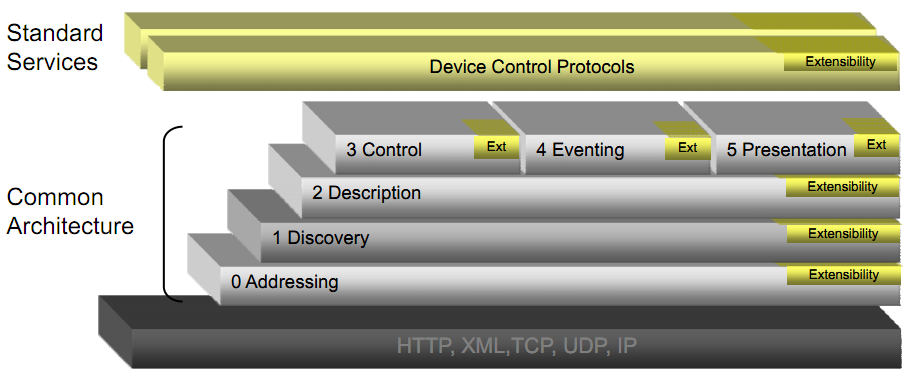 Standard
Services
Extensibility
Device Control Protocols
3 Control
Ext
4 Eventing
Ext
5 Presentation
Ext
2 Description
Extensibility
1 Discovery
Extensibility
Common
Architecture
0 Addressing
Extensibility
HTTP, XML,TCP, UDP, IP